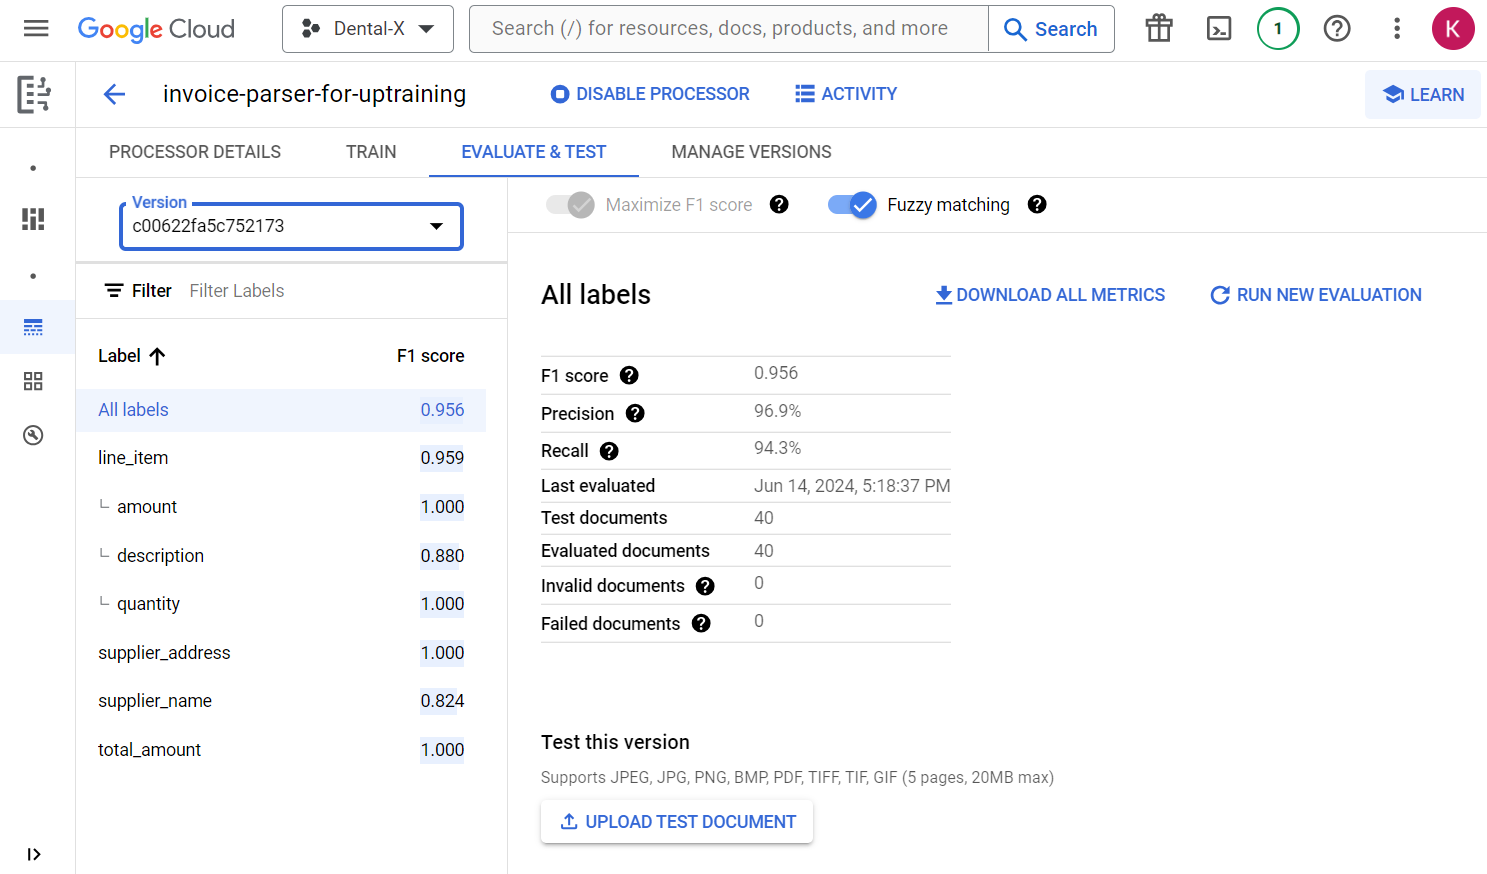 Google Cloud
Dental-X
Search (/) for resources, docs, products, and more
Search
1
K
invoice-parser-for-uptraining
DISABLE PROCESSOR
ACTIVITY
LEARN
PROCESSOR DETAILS
TRAIN
EVALUATE & TEST
MANAGE VERSIONS
Version
c00622fa5c752173
Maximize F1 score
Fuzzy matching
Filter Filter Labels
Label F1 score
All labels 0.956
line_item 0.959
amount 1.000
description 0.880
quantity 1.000
supplier_address 1.000
supplier_name 0.824
total_amount 1.000
All labels
DOWNLOAD ALL METRICS
RUN NEW EVALUATION
F1 score 0.956
Precision 96.9%
Recall 94.3%
Last evaluated Jun 14, 2024, 5:18:37 PM
Test documents 40
Evaluated documents 40
Invalid documents 0
Failed documents 0
Test this version
Supports JPEG, JPG, PNG, BMP, PDF, TIFF, TIF, GIF (5 pages, 20MB max)
UPLOAD TEST DOCUMENT